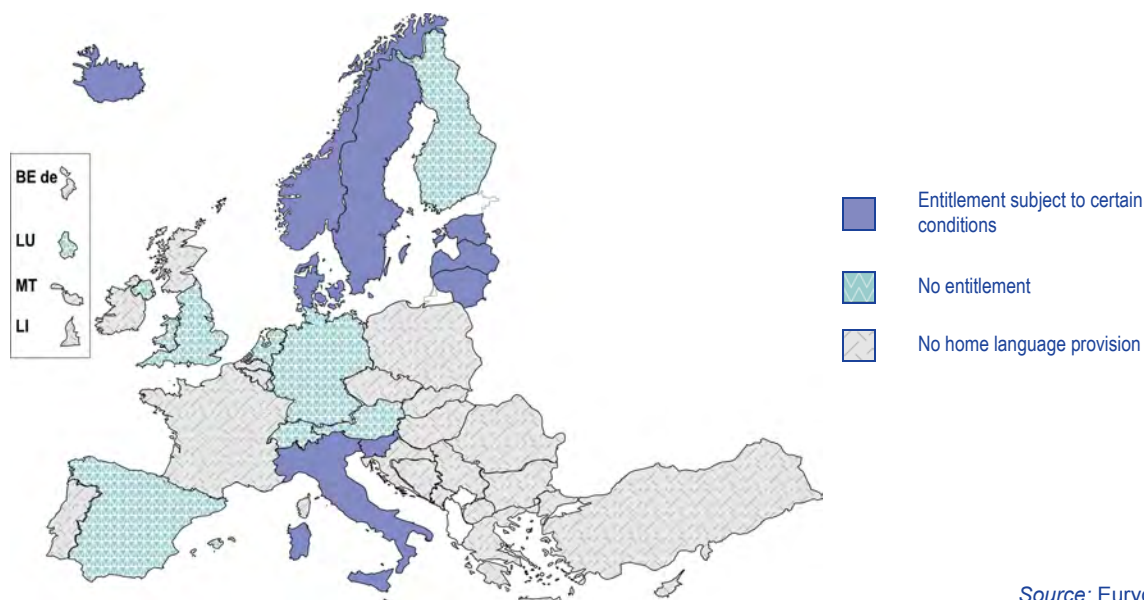 BE de
LU
MT
LI
Entitlement subject to certain
conditions
No entitlement
No home language provision
Source: